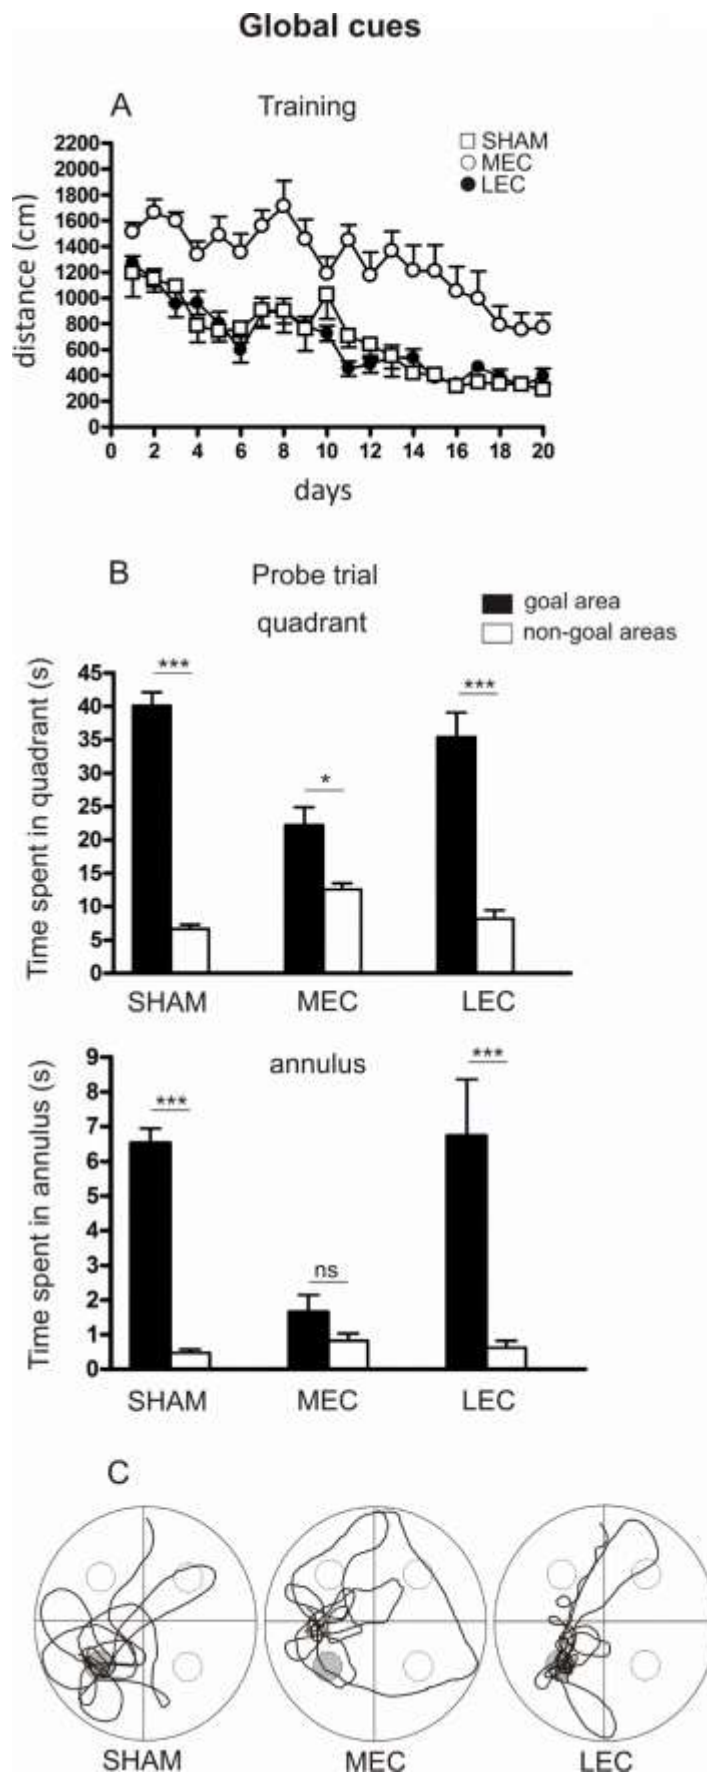 Global cues
A
Training
SHAM
MEC
LEC
2200
2000
1800
1600
1400
1200
1000
800
600
400
200
0
distance (cm)
0 2 4 6 8 10 12 14 16 18 20
days
B
Probe trial
quadrant
goal area
non-goal areas
45
40
35
30
25
20
15
10
5
0
Time spent in quadrant (s)
***
*
***
SHAM MEC LEC
annulus
9
8
7
6
5
4
3
2
1
0
Time spent in annulus (s)
***
ns
***
SHAM MEC LEC
C
SHAM MEC LEC